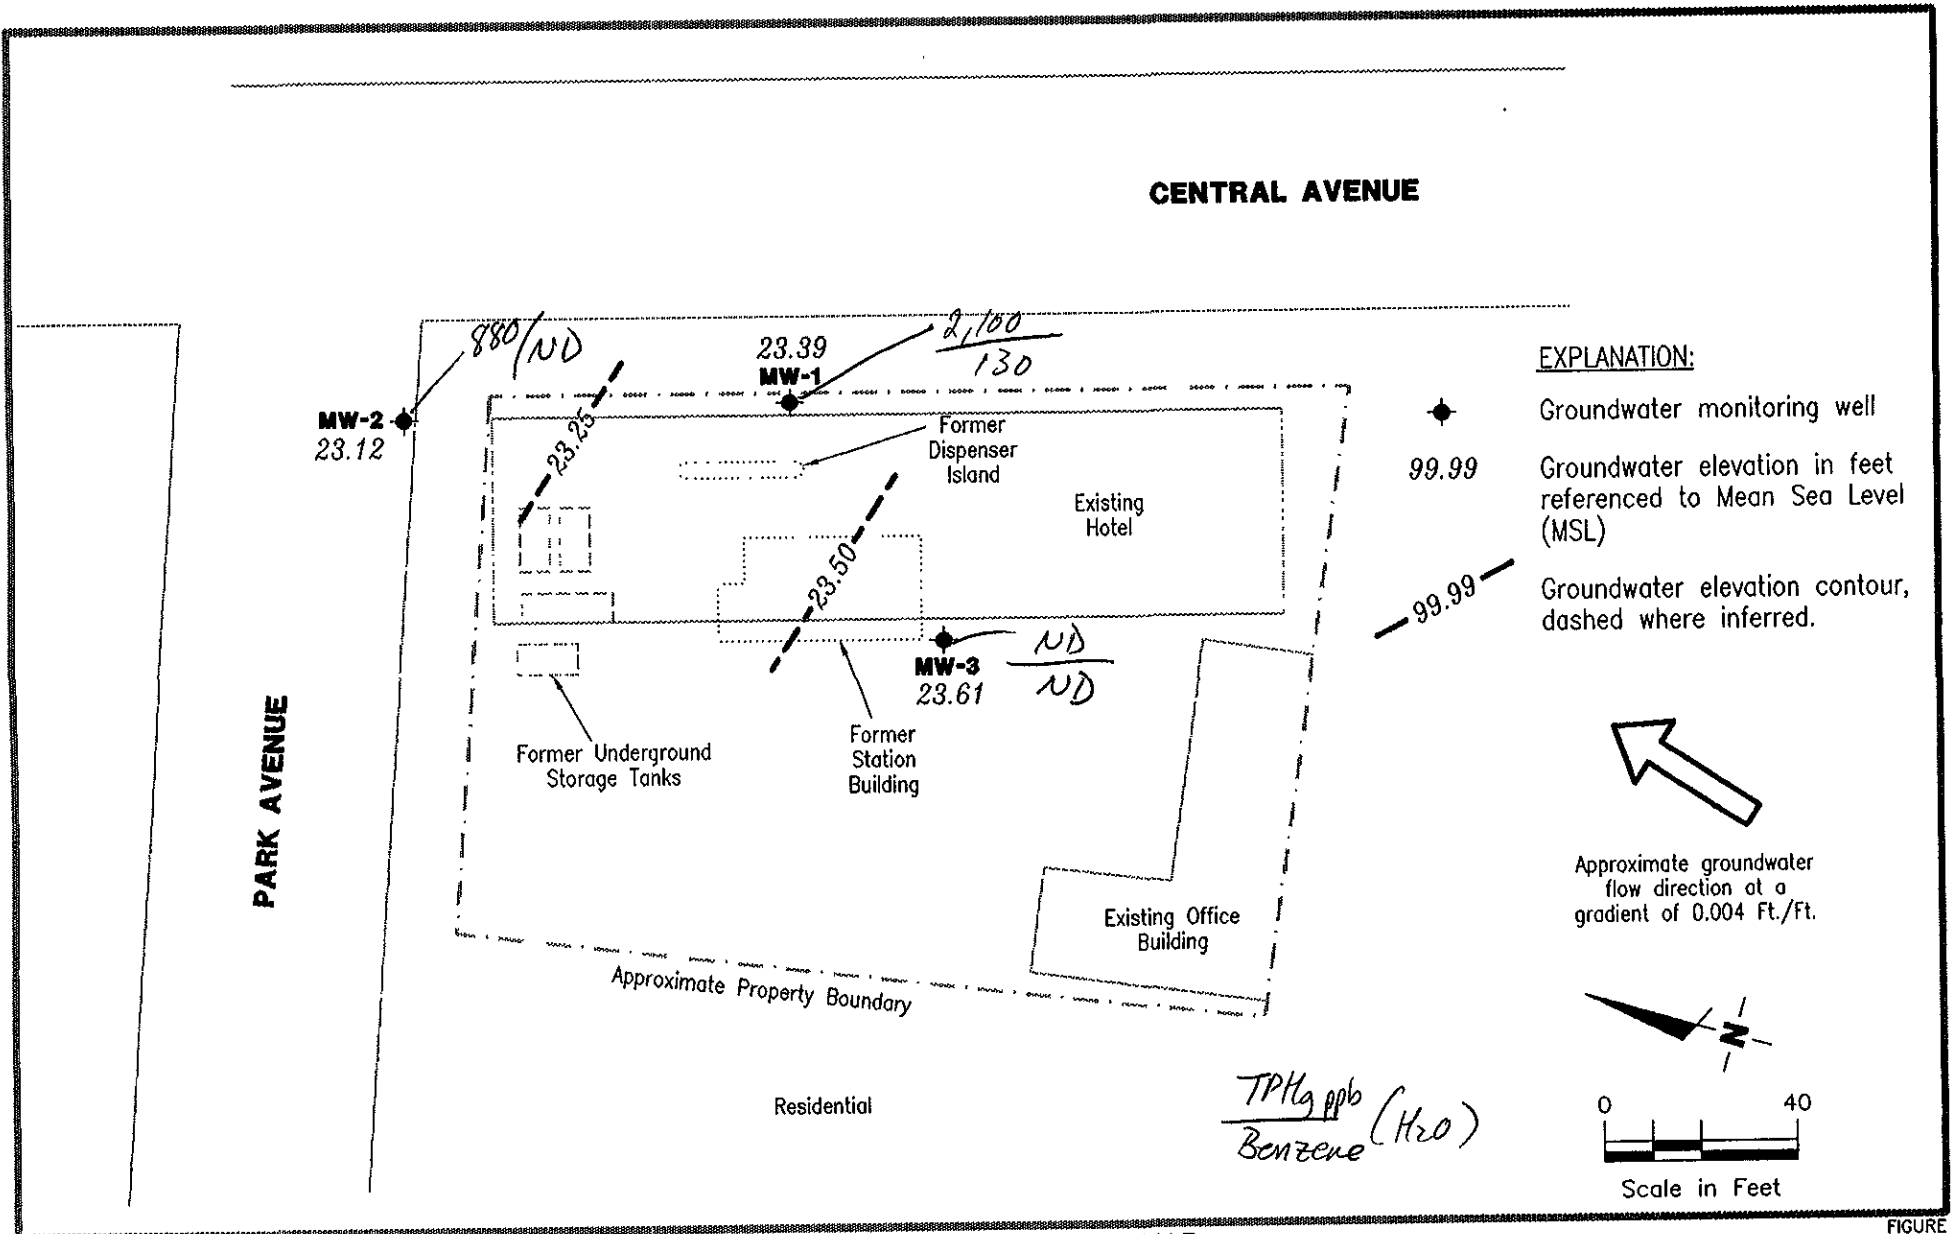 CENTRAL AVENUE
880/ND
2,100
130
23.39
MW-1
MW-2
23.12
23.25
Former
Dispenser
Island
Existing
Hotel
23.50
MW-3
23.61
ND
ND
Former Underground
Storage Tanks
Former
Station
Building
PARK AVENUE
Existing Office
Building
Approximate Property Boundary
Residential
TPHg ppb
Benzene (H2O)
EXPLANATION:
Groundwater monitoring well
99.99
Groundwater elevation in feet
referenced to Mean Sea Level
(MSL)
99.99
Groundwater elevation contour,
dashed where inferred.
Approximate groundwater
flow direction at a
gradient of 0.004 Ft./Ft.
N
0 40
Scale in Feet
FIGURE